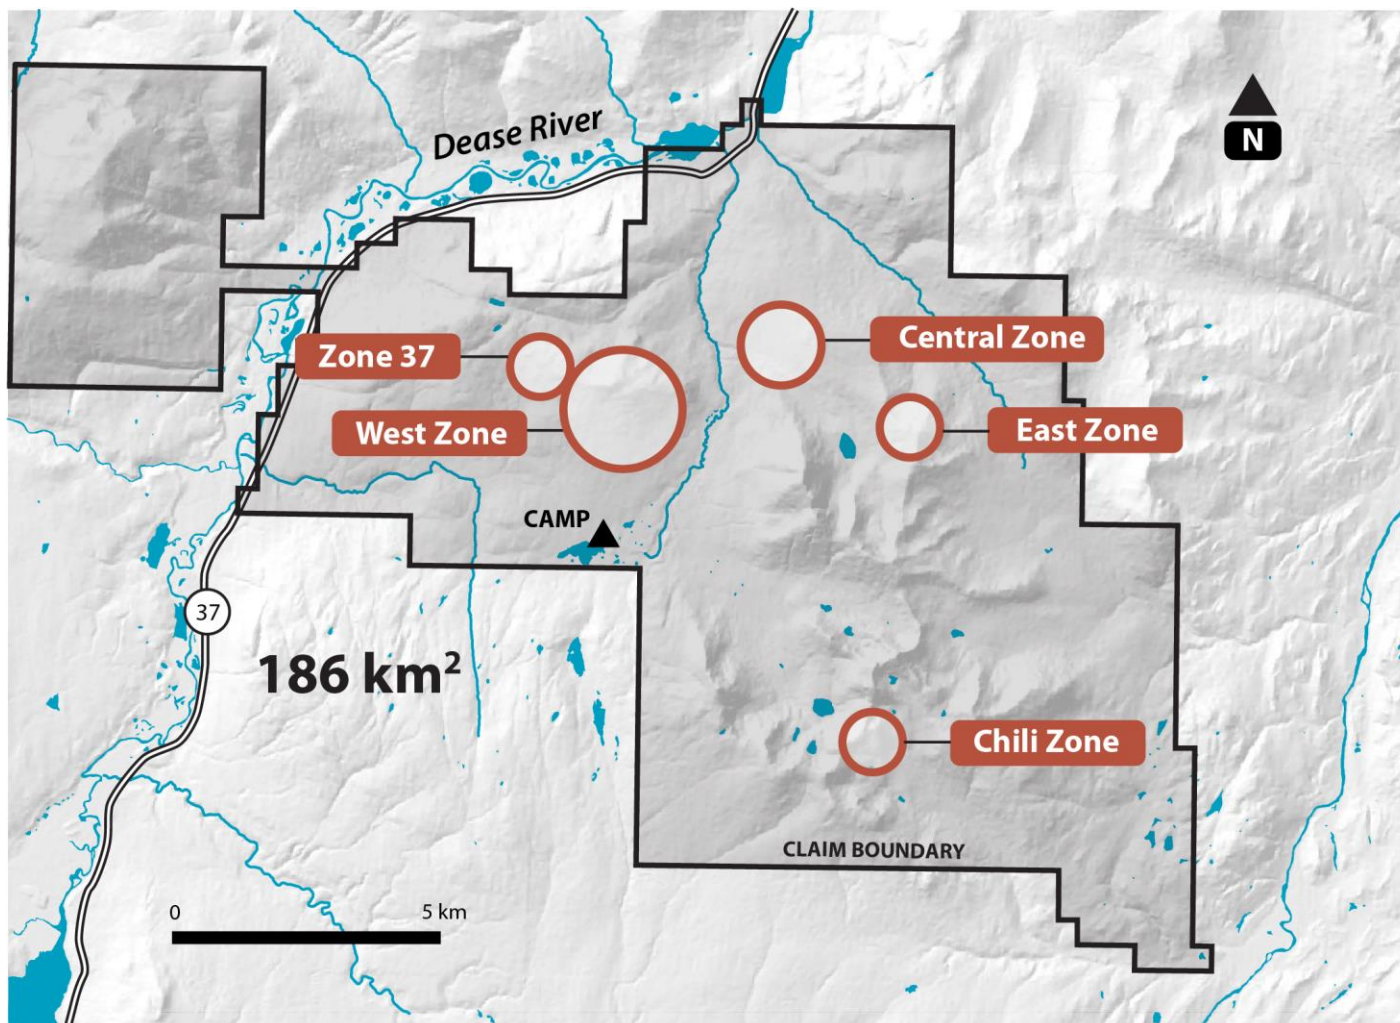 Dease River
N
Central Zone
Zone 37
West Zone
East Zone
CAMP
37
186 km²
Chili Zone
CLAIM BOUNDARY
0 5 km